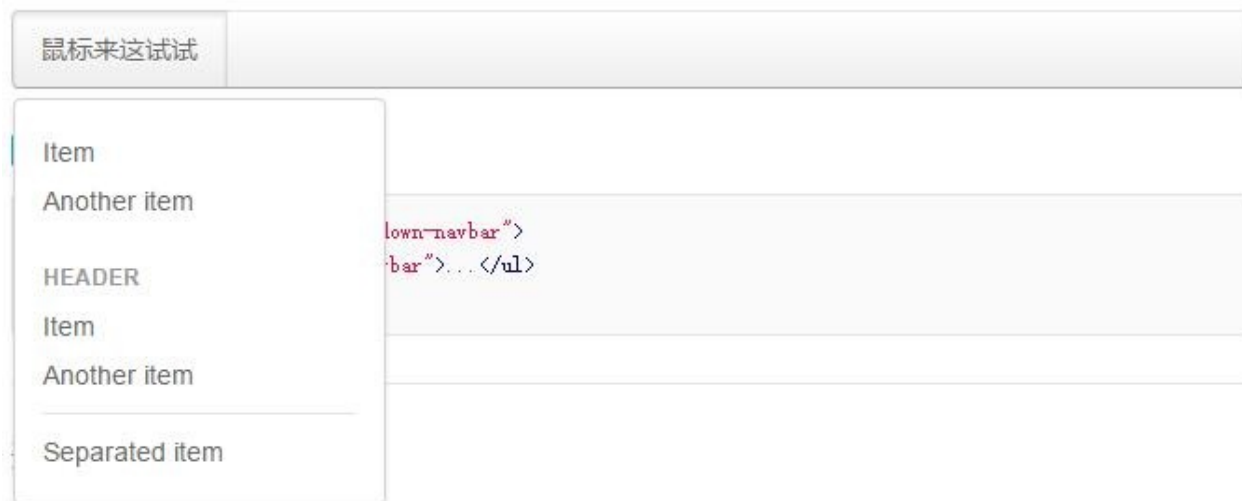 鼠标来这试试
Item
Another item
down-navbar">
bar">...</ul>
HEADER
Item
Another item
Separated item